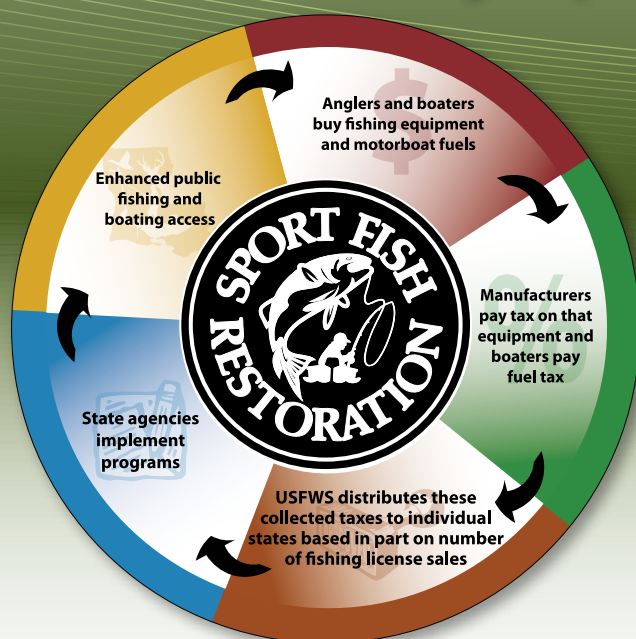 Anglers and boaters
buy fishing equipment
and motorboat fuels
Manufacturers
pay tax on that
equipment and
boaters pay
fuel tax
USFWS distributes these
collected taxes to individual
states based in part on number
of fishing license sales
State agencies
implement
programs
Enhanced public
fishing and
boating access
SPORT FISH
RESTORATION
$
%